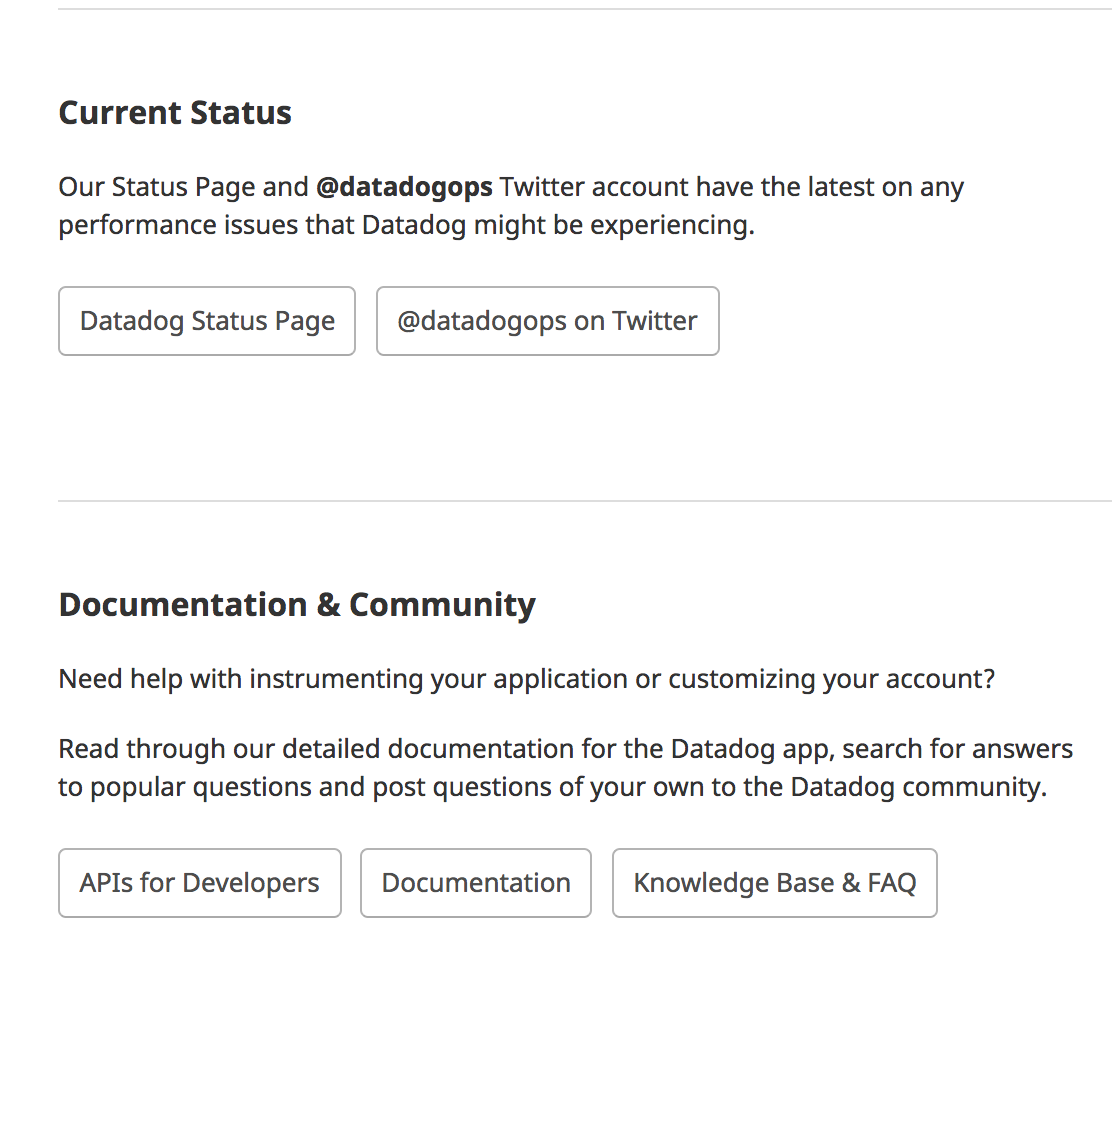 Current Status
Our Status Page and @datadogops Twitter account have the latest on any
performance issues that Datadog might be experiencing.
Datadog Status Page
@datadogops on Twitter
Documentation & Community
Need help with instrumenting your application or customizing your account?
Read through our detailed documentation for the Datadog app, search for answers
to popular questions and post questions of your own to the Datadog community.
APIs for Developers
Documentation
Knowledge Base & FAQ